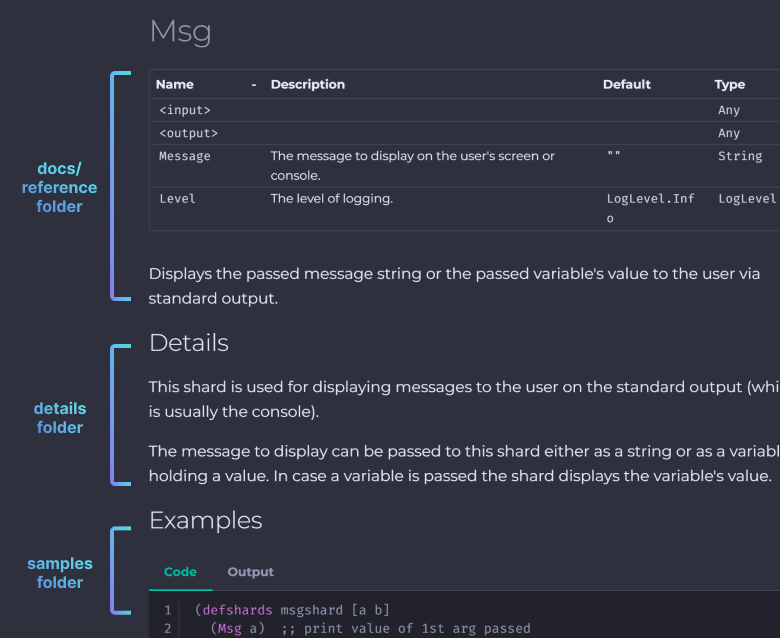 Msg
Name - Description Default Type
<input> Any
<output> Any
Message The message to display on the user's screen or "" String
console.
Level The level of logging. LogLevel.Inf LogLevel
o
docs/
reference
folder
Displays the passed message string or the passed variable's value to the user via
standard output.
Details
This shard is used for displaying messages to the user on the standard output (whi
is usually the console).
details
folder
The message to display can be passed to this shard either as a string or as a variabl
holding a value. In case a variable is passed the shard displays the variable's value.
Examples
samples
folder
Code Output
1 (defshards msgshard [a b]
2 (Msg a) ;; print value of 1st arg passed